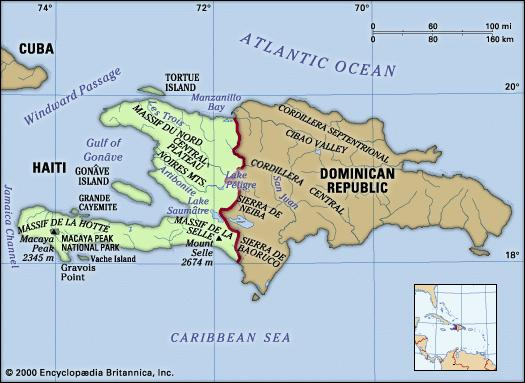 74
72
70
0 60 100 mi
0 80 160 km
CUBA
ATLANTIC OCEAN
20
TORTUE
ISLAND
Windward Passage
Manzanillo
Bay
Les Trois
MASSIF DU NORD
CORDILLERA SEPTENTRIONAL
CIBAO VALLEY
CENTRAL
PLATEAU
NOIRES MTS.
Gulf of
Gonâve
HAITI
GONÂVE
ISLAND
Artibonite
Lake
Péligre
CORDILLERA CENTRAL
San Juan
DOMINICAN
REPUBLIC
GRANDE
CAYEMITE
Lake
Saumâtre
SIERRA DE
NEIBA
Jamaica Channel
MASSIF DE LA HOTTE
Macaya
Peak
2345 m
MACAYA PEAK
NATIONAL PARK
MASSIF DE LA
SELLE
Mount
Selle
2674 m
SIERRA DE
BAORUCO
Vache Island
Gravois
Point
18
CARIBBEAN SEA
© 2000 Encyclopædia Britannica, Inc.